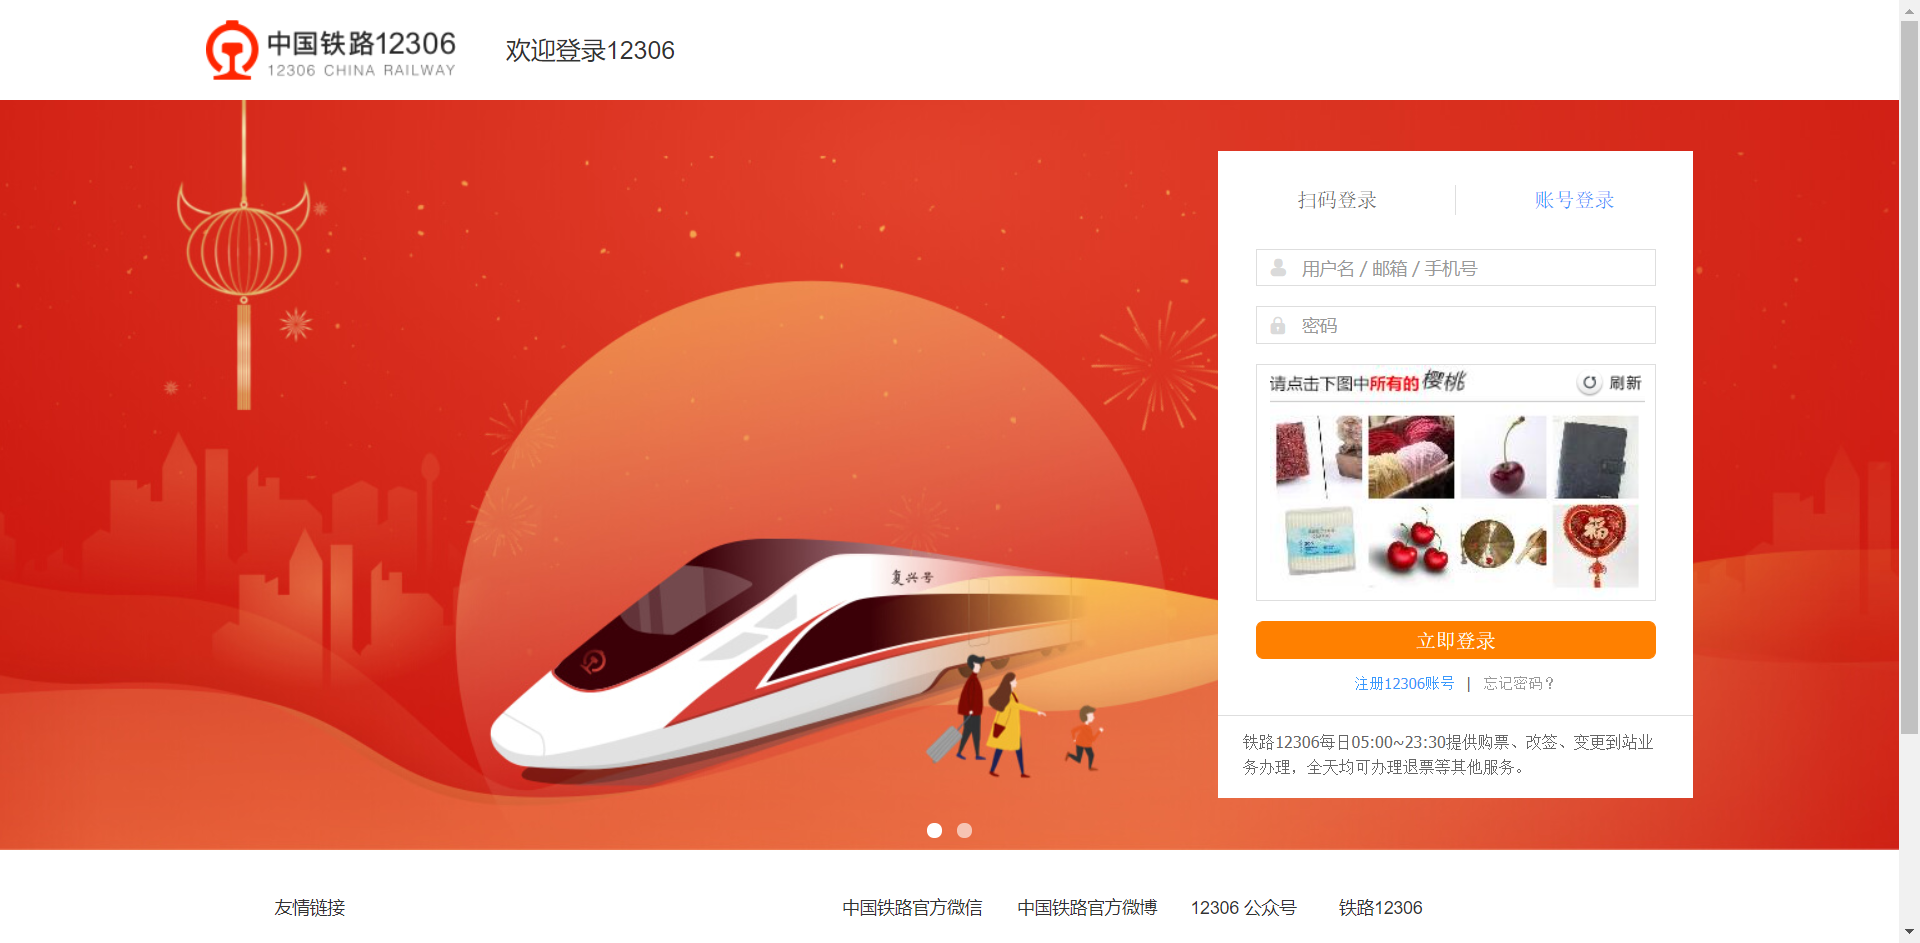 中国铁路12306
12306 CHINA RAILWAY
欢迎登录12306
扫码登录
账号登录
用户名 / 邮箱 / 手机号
密码
请点击下图中所有的 樱桃
刷新
福
复兴号
立即登录
注册12306账号 | 忘记密码？
铁路12306每日05:00~23:30提供购票、改签、变更到站业
务办理，全天均可办理退票等其他服务。
友情链接
中国铁路官方微信
中国铁路官方微博
12306 公众号
铁路12306